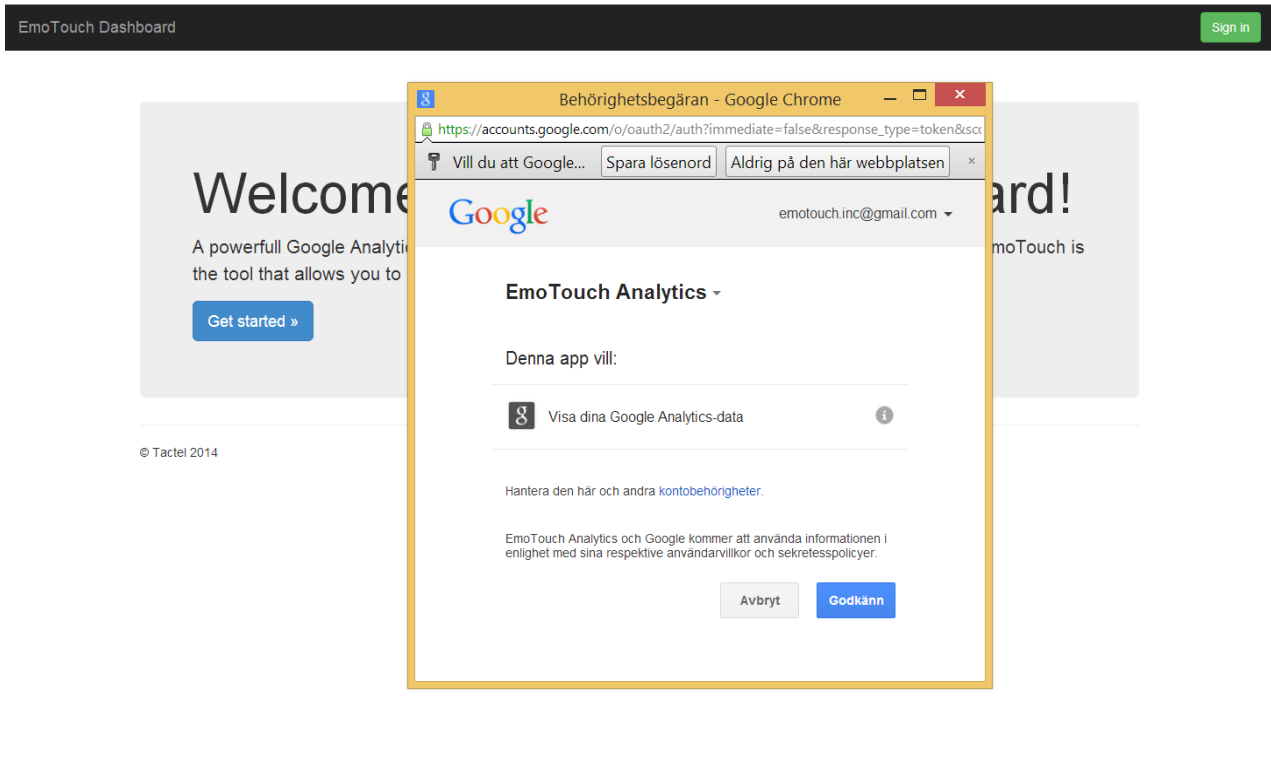 EmoTouch Dashboard
Sign in
Behörighetsbegäran - Google Chrome
https://accounts.google.com/o/oauth2/auth?immediate=false&response_type=token&sco
Vill du att Google... Spara lösenord Aldrig på den här webbplatsen ×
Google
emotouch.inc@gmail.com
EmoTouch Analytics
Denna app vill:
Visa dina Google Analytics-data
Hantera den här och andra kontobehörigheter.
EmoTouch Analytics och Google kommer att använda informationen i
enlighet med sina respektive användarvillkor och sekretesspolicyer.
Avbryt
Godkänn
Welcome ard!
A powerfull Google Analyti moTouch is
the tool that allows you to
Get started »
© Tactel 2014